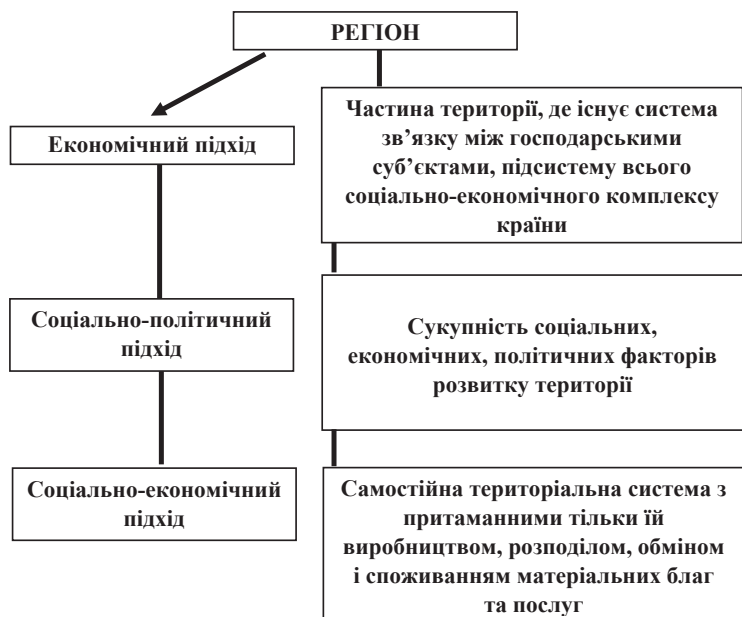 РЕГІОН
Економічний підхід
Частина території, де існує система
зв’язку між господарськими
суб’єктами, підсистему всього
соціально-економічного комплексу
країни
Соціально-політичний
підхід
Сукупність соціальних,
економічних, політичних факторів
розвитку території
Соціально-економічний
підхід
Самостійна територіальна система з
притаманними тільки їй
виробництвом, розподілом, обміном
і споживанням матеріальних благ
та послуг